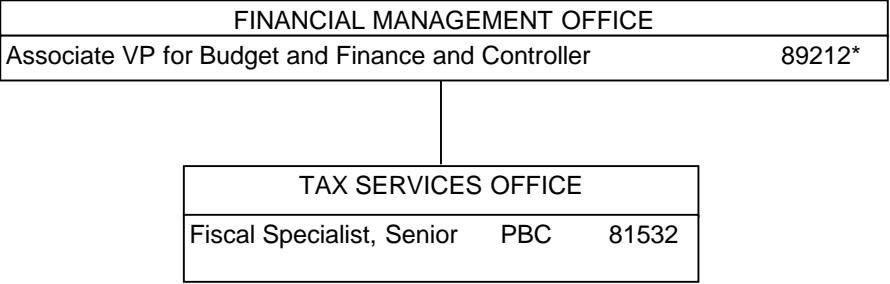 FINANCIAL MANAGEMENT OFFICE
Associate VP for Budget and Finance and Controller 89212*
TAX SERVICES OFFICE
Fiscal Specialist, Senior PBC 81532